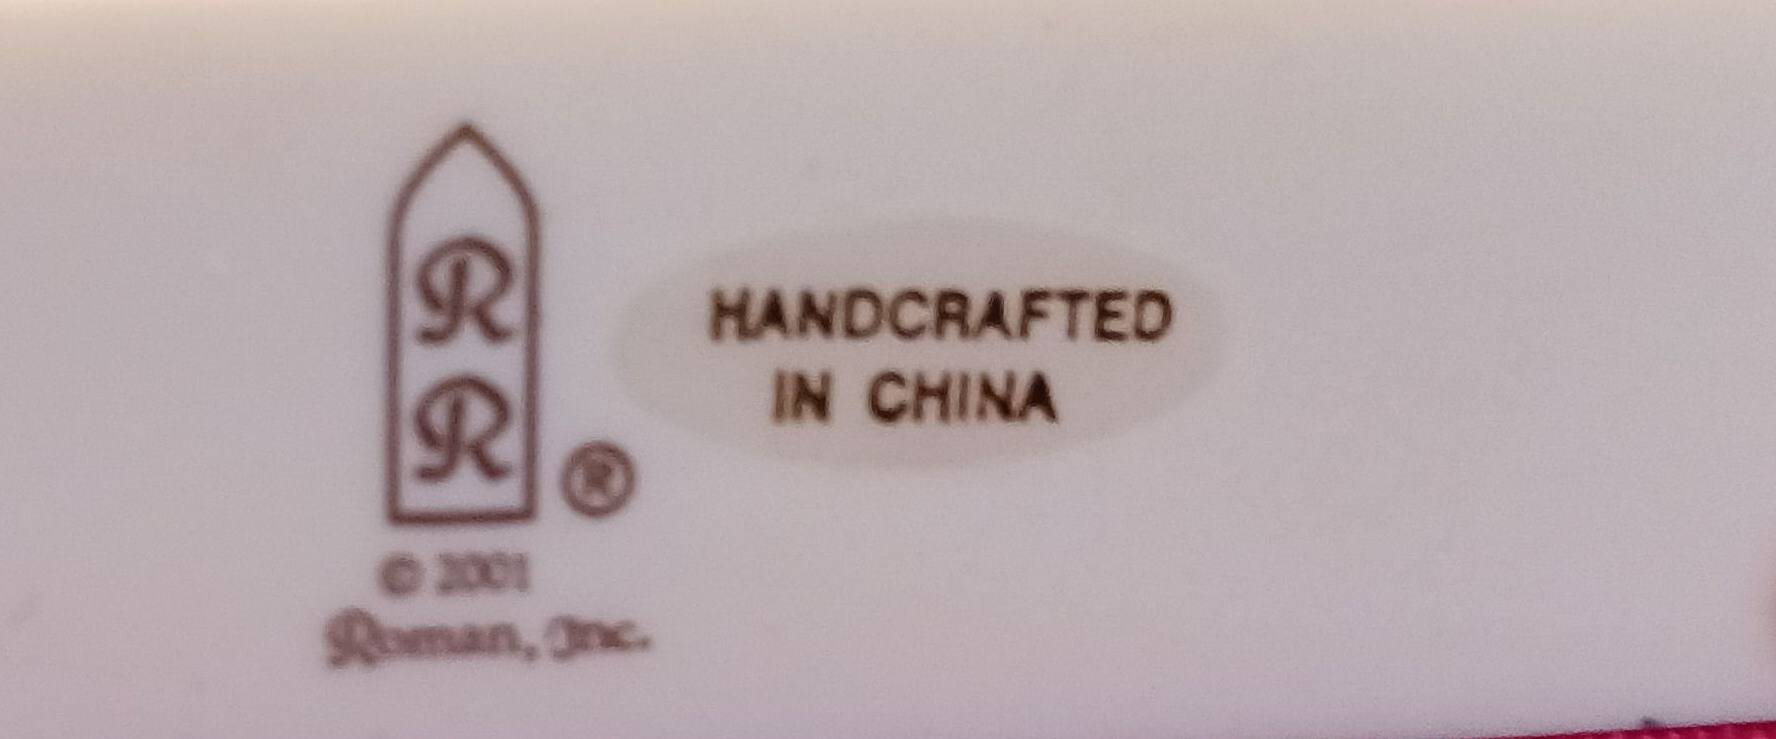 R
R
®
© 2001
Roman, Inc.
HANDCRAFTED
IN CHINA